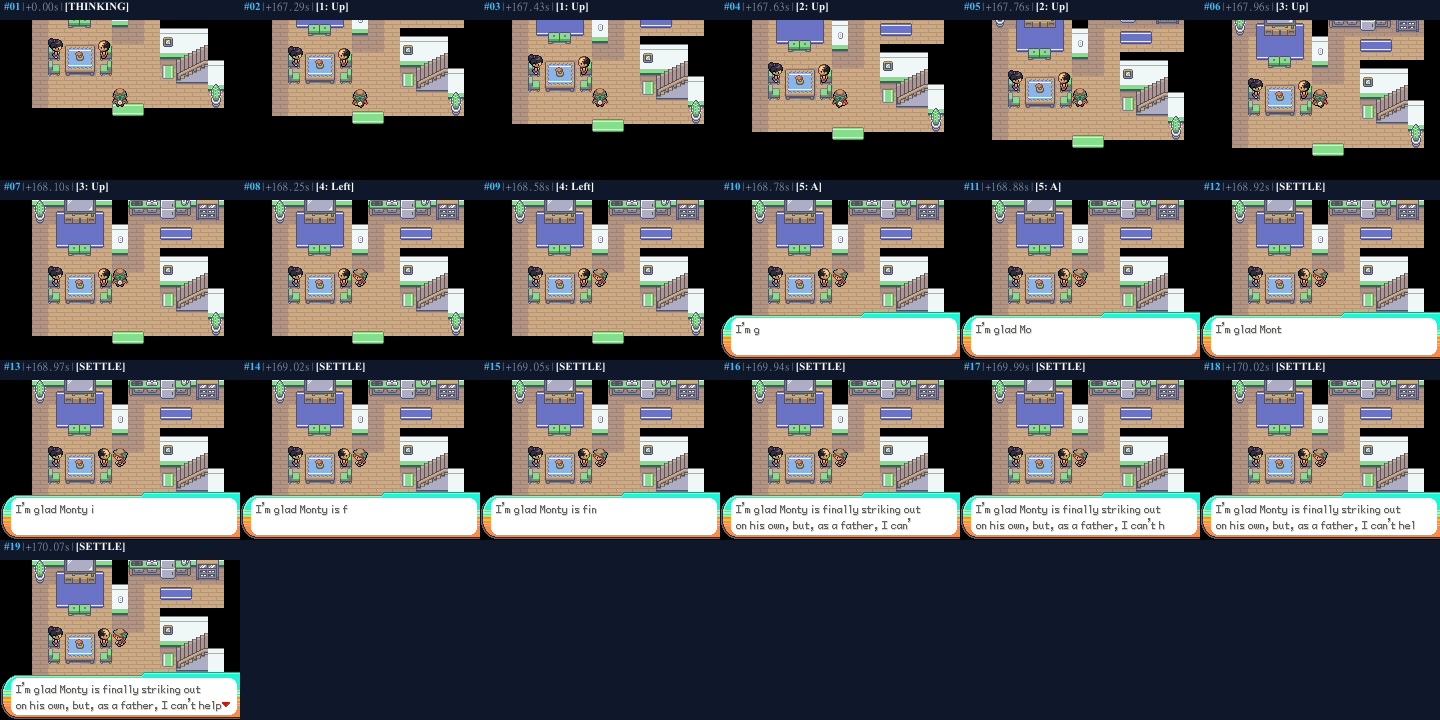 #01|+0.00s|[THINKING]
#02|+167.29s|[1: Up]
#03|+167.43s|[1: Up]
#04|+167.63s|[2: Up]
#05|+167.76s|[2: Up]
#06|+167.96s|[3: Up]
#07|+168.10s|[3: Up]
#08|+168.25s|[4: Left]
#09|+168.58s|[4: Left]
#10|+168.78s|[5: A]
I'm g
#11|+168.88s|[5: A]
I'm glad Mo
#12|+168.92s|[SETTLE]
I'm glad Mont
#13|+168.97s|[SETTLE]
I'm glad Monty i
#14|+169.02s|[SETTLE]
I'm glad Monty is f
#15|+169.05s|[SETTLE]
I'm glad Monty is fin
#16|+169.94s|[SETTLE]
I'm glad Monty is finally striking out
on his own, but, as a father, I can'
#17|+169.99s|[SETTLE]
I'm glad Monty is finally striking out
on his own, but, as a father, I can't h
#18|+170.02s|[SETTLE]
I'm glad Monty is finally striking out
on his own, but, as a father, I can't hel
#19|+170.07s|[SETTLE]
I'm glad Monty is finally striking out
on his own, but, as a father, I can't help